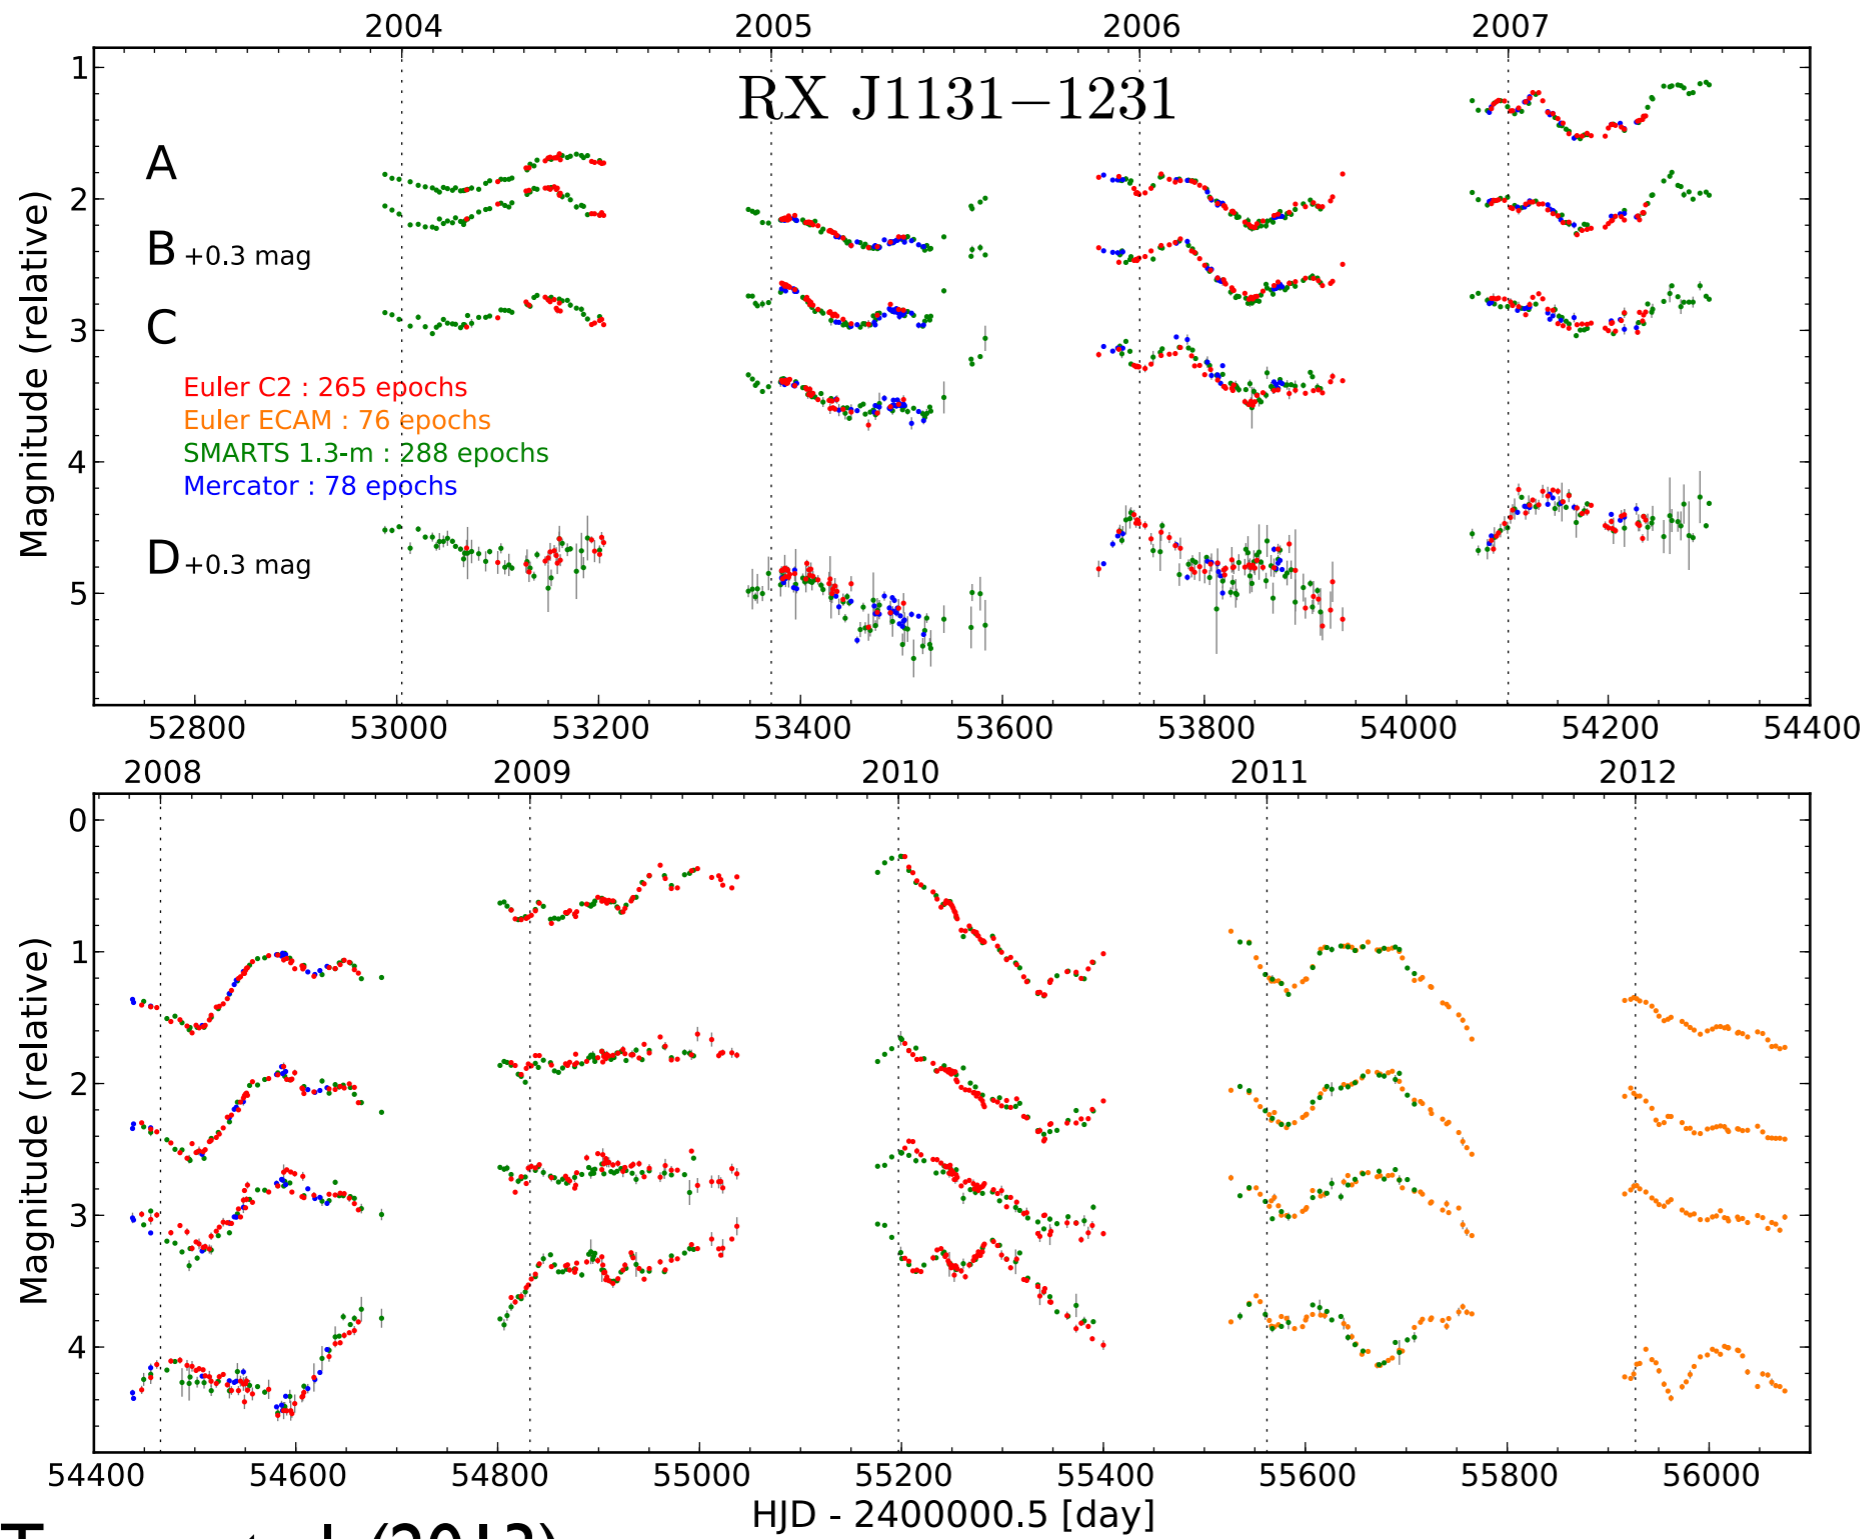 2004 2005 2006 2007
RX J1131−1231
1
A
2
B +0.3 mag
3
C
Euler C2 : 265 epochs
Euler ECAM : 76 epochs
4
SMARTS 1.3-m : 288 epochs
Mercator : 78 epochs
D +0.3 mag
5
Magnitude (relative)
52800 53000 53200 53400 53600 53800 54000 54200 54400
2008 2009 2010 2011 2012
0
1
2
3
4
Magnitude (relative)
54400 54600 54800 55000 55200 55400 55600 55800 56000
HJD - 2400000.5 [day]
(2013)